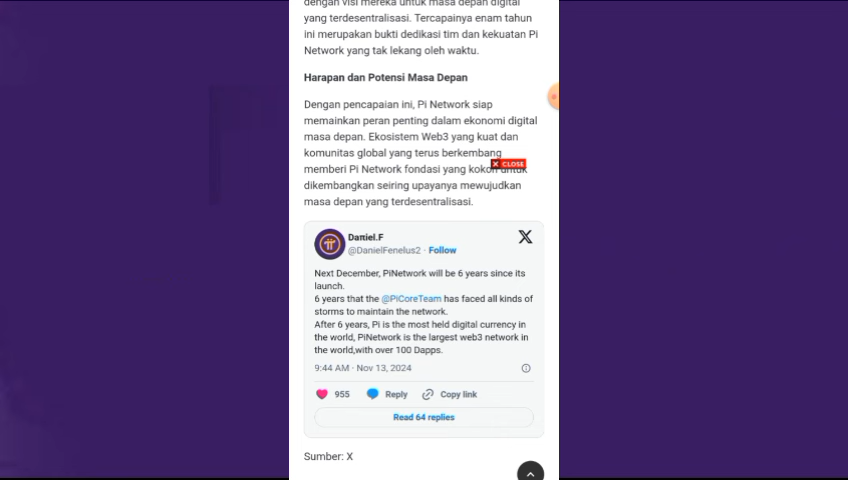 dengan visi mereka untuk masa depan digital
yang terdesentralisasi. Tercapainya enam tahun
ini merupakan bukti dedikasi tim dan kekuatan Pi
Network yang tak lekang oleh waktu.
Harapan dan Potensi Masa Depan
Dengan pencapaian ini, Pi Network siap
memainkan peran penting dalam ekonomi digital
masa depan. Ekosistem Web3 yang kuat dan
komunitas global yang terus berkembang
X CLOSE
memberi Pi Network fondasi yang kokoh untuk
dikembangkan seiring upayanya mewujudkan
masa depan yang terdesentralisasi.
Daniel.F
@DanielFenelus2 · Follow
Next December, PiNetwork will be 6 years since its
launch.
6 years that the @PiCoreTeam has faced all kinds of
storms to maintain the network.
After 6 years, Pi is the most held digital currency in
the world, PiNetwork is the largest web3 network in
the world,with over 100 Dapps.
9:44 AM · Nov 13, 2024
955 Reply Copy link
Read 64 replies
Sumber: X